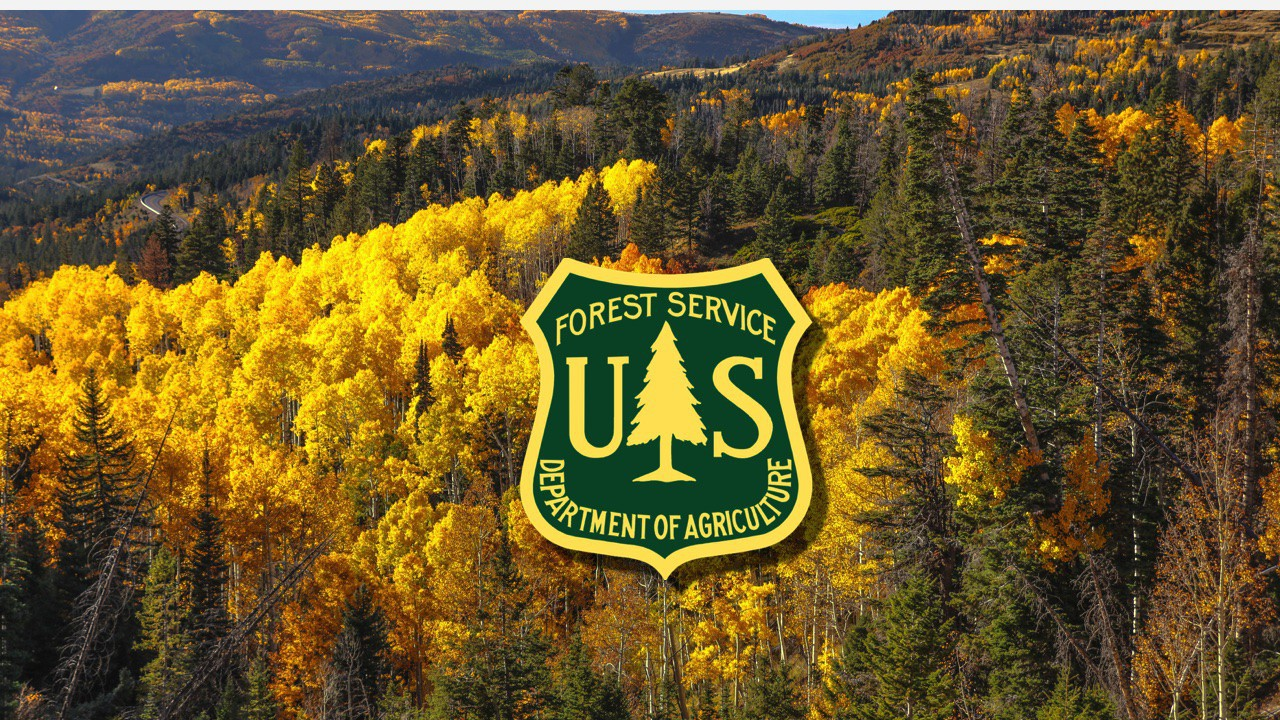 FOREST SERVICE
U S
DEPARTMENT OF AGRICULTURE